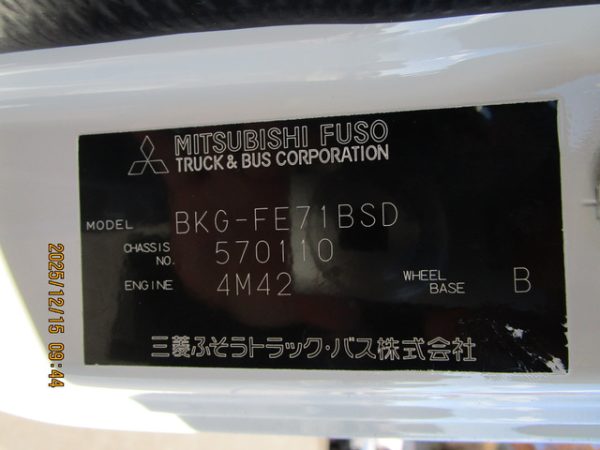 MITSUBISHI FUSO
TRUCK & BUS CORPORATION
MODEL BKG-FE71BSD
CHASSIS NO. 570110
ENGINE 4M42 WHEEL BASE B
三菱ふそうトラック・バス株式会社
2025/12/15 09:44